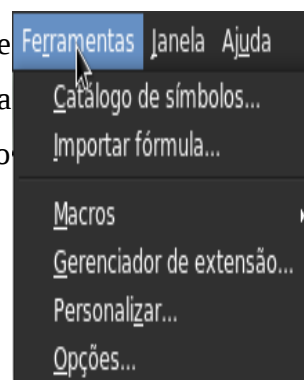 e Ferramentas Janela Ajuda
a Catálogo de símbolos...
o Importar fórmula...
Macros
Gerenciador de extensão...
Personalizar...
Opções...